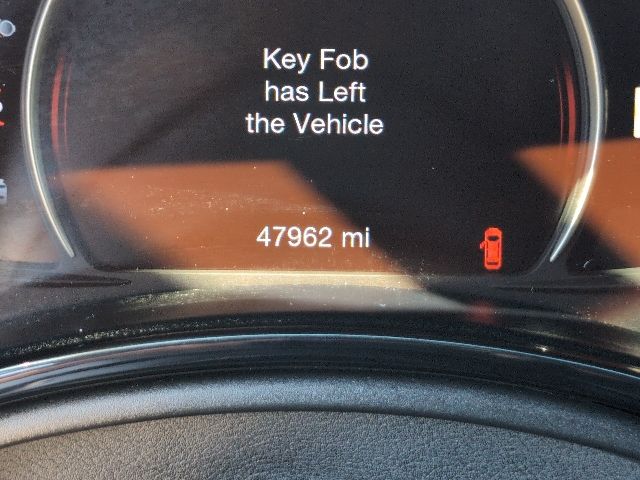 Key Fob
has Left
the Vehicle
47962 mi